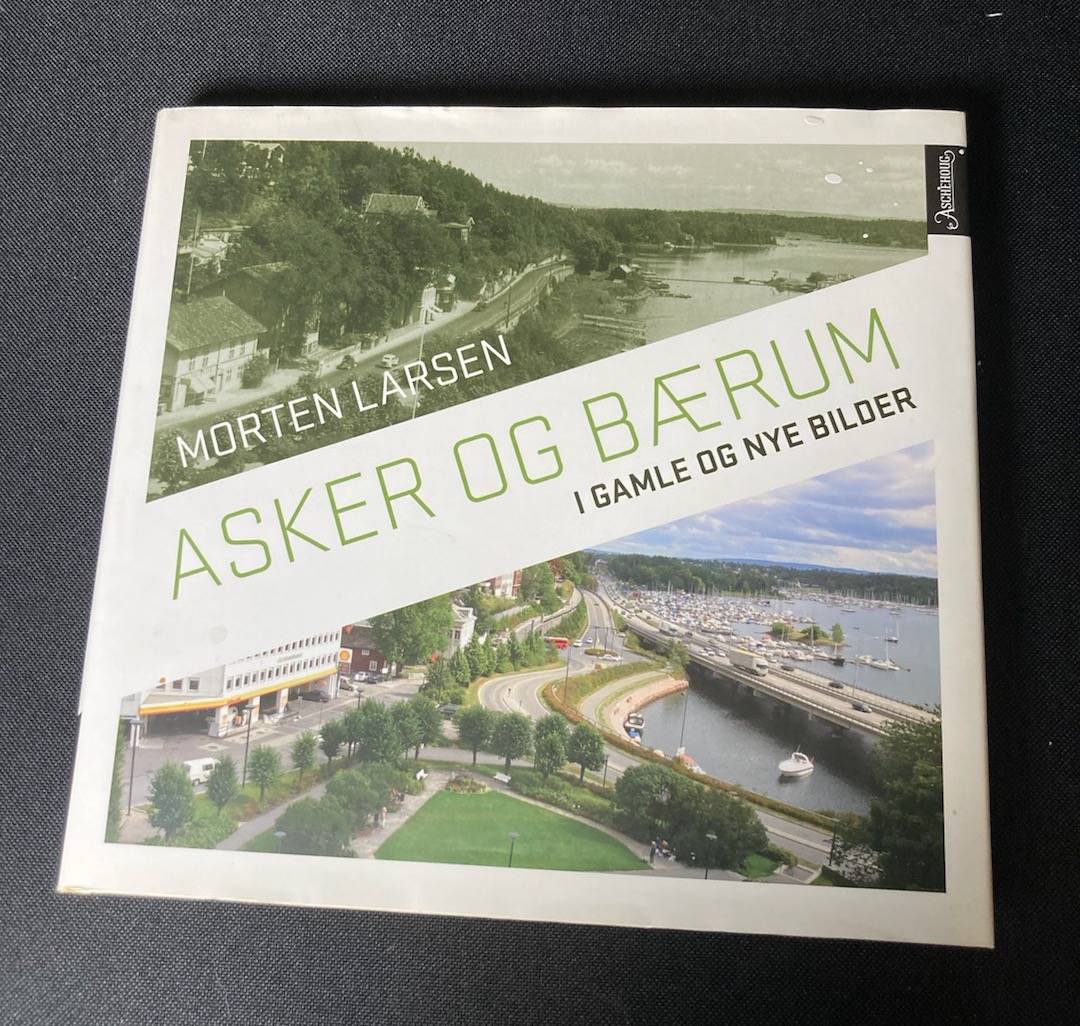 ASCHEHOUG
MORTEN LARSEN
ASKER OG BÆRUM
I GAMLE OG NYE BILDER